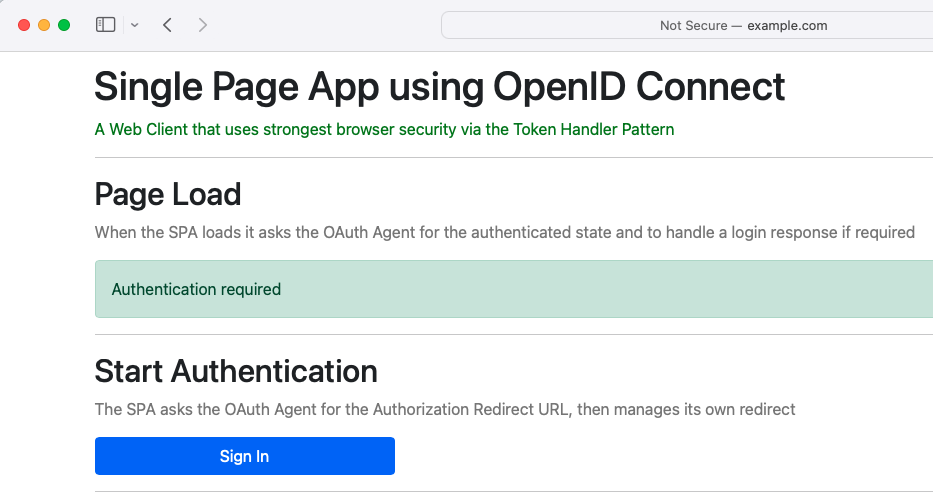 Not Secure — example.com
Single Page App using OpenID Connect
A Web Client that uses strongest browser security via the Token Handler Pattern
Page Load
When the SPA loads it asks the OAuth Agent for the authenticated state and to handle a login response if required
Authentication required
Start Authentication
The SPA asks the OAuth Agent for the Authorization Redirect URL, then manages its own redirect
Sign In